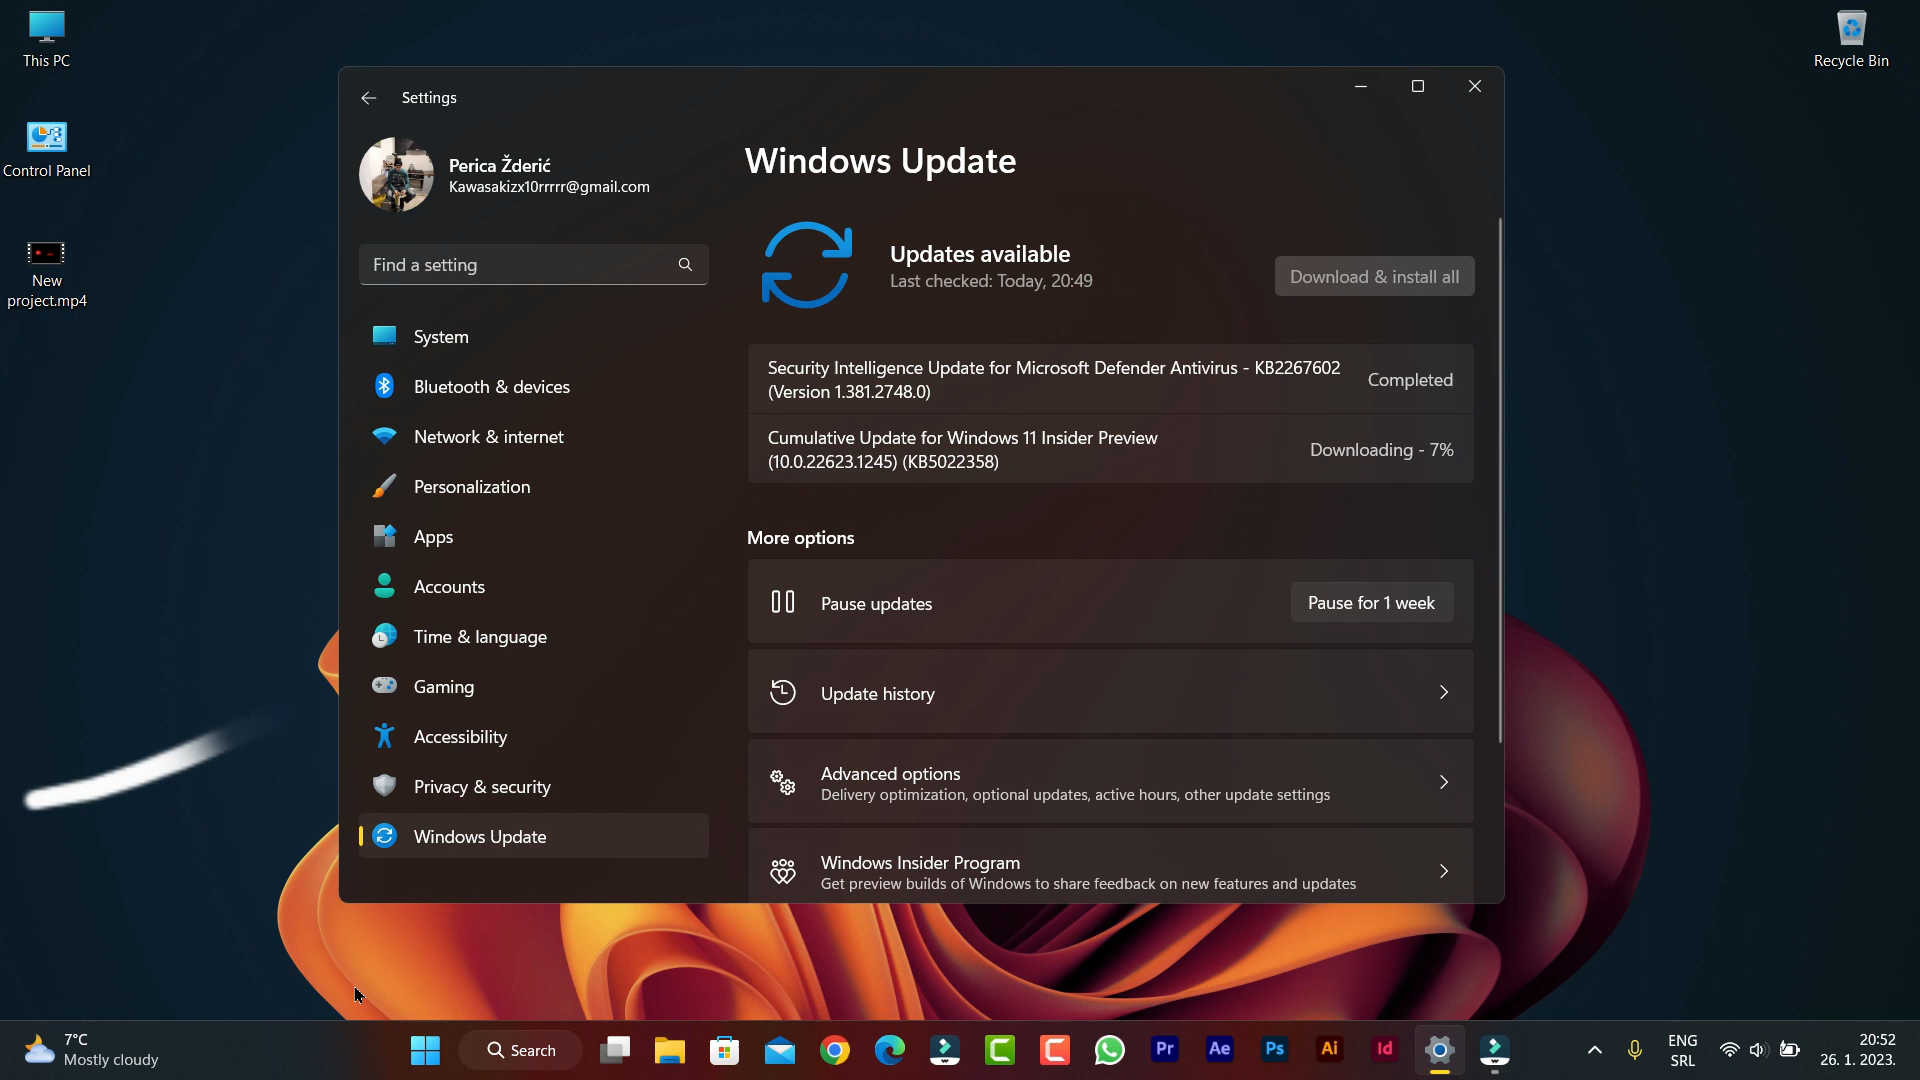 This PC
Control Panel
New
project.mp4
Recycle Bin
Settings
Perica Žderić
Kawasakizx10rrrrr@gmail.com
Find a setting
System
Bluetooth & devices
Network & internet
Personalization
Apps
Accounts
Time & language
Gaming
Accessibility
Privacy & security
Windows Update
Windows Update
Updates available
Last checked: Today, 20:49
Download & install all
Security Intelligence Update for Microsoft Defender Antivirus - KB2267602
(Version 1.381.2748.0)
Completed
Cumulative Update for Windows 11 Insider Preview
(10.0.22623.1245) (KB5022358)
Downloading - 7%
More options
Pause updates
Pause for 1 week
Update history
Advanced options
Delivery optimization, optional updates, active hours, other update settings
Windows Insider Program
Get preview builds of Windows to share feedback on new features and updates
7°C
Mostly cloudy
Search
Pr
Ae
Ps
Ai
Id
ENG
SRL
20:52
26. 1. 2023.